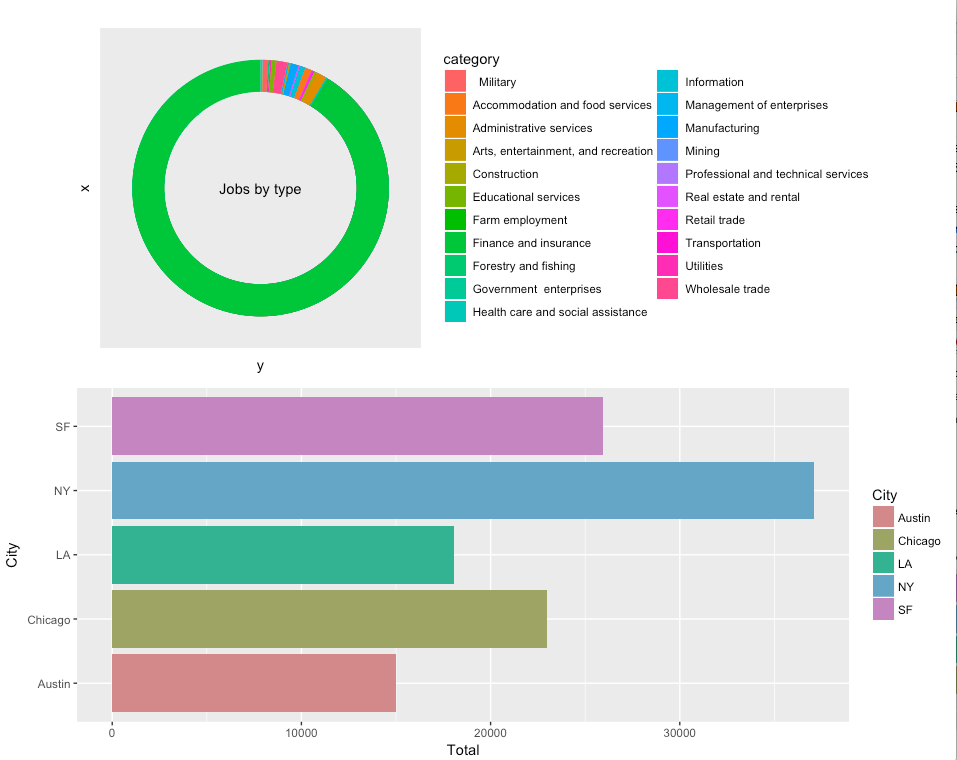 category
Military
Accommodation and food services
Administrative services
Arts, entertainment, and recreation
Construction
Educational services
Farm employment
Finance and insurance
Forestry and fishing
Government  enterprises
Health care and social assistance
Information
Management of enterprises
Manufacturing
Mining
Professional and technical services
Real estate and rental
Retail trade
Transportation
Utilities
Wholesale trade
Jobs by type
x
y
SF
NY
LA
Chicago
Austin
City
0
10000
20000
30000
Total
City
Austin
Chicago
LA
NY
SF